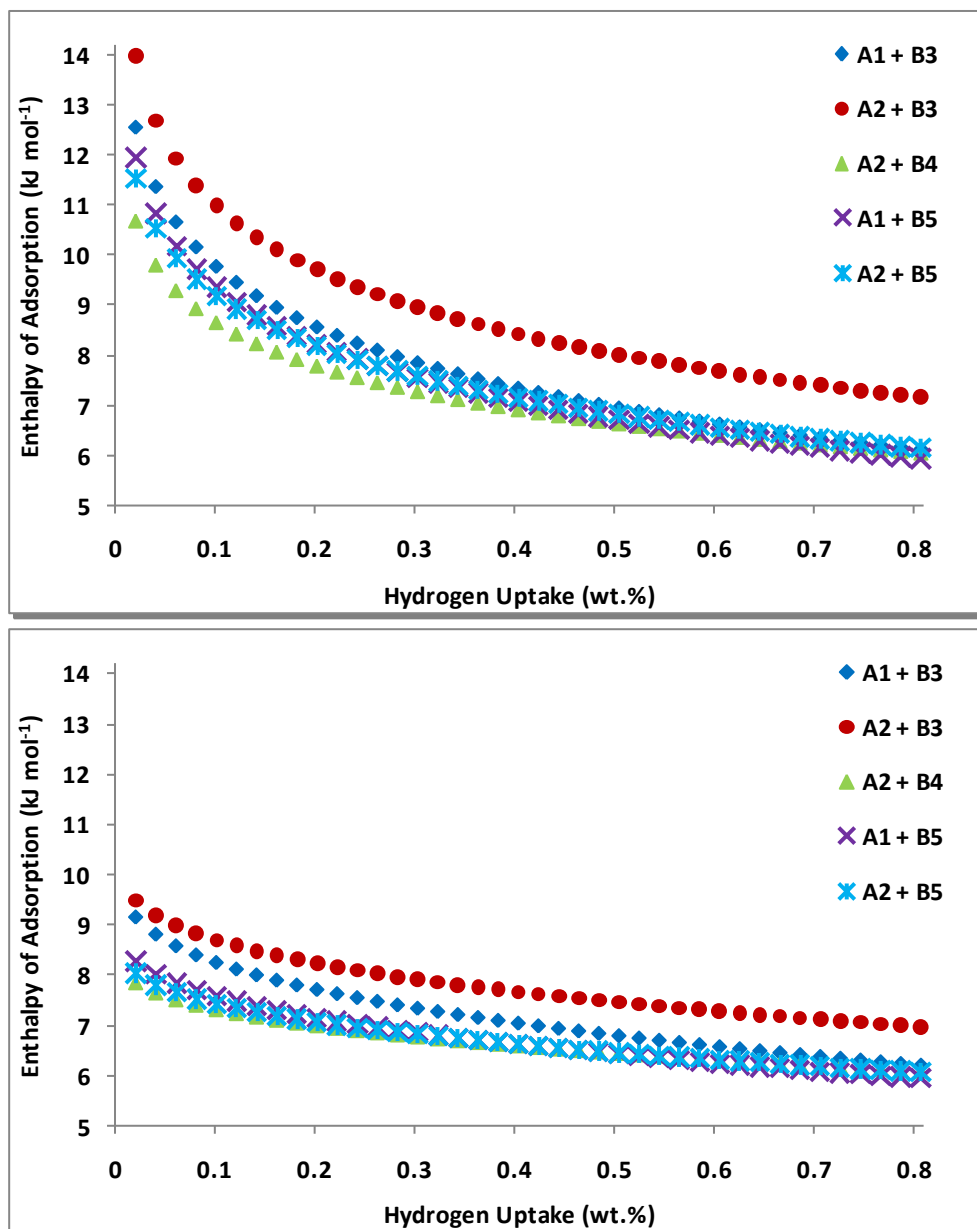 Enthalpy of Adsorption (kJ mol⁻¹)
14
13
12
11
10
9
8
7
6
5
A1 + B3
A2 + B3
A2 + B4
A1 + B5
A2 + B5
0 0.1 0.2 0.3 0.4 0.5 0.6 0.7 0.8
Hydrogen Uptake (wt.%)
Enthalpy of Adsorption (kJ mol⁻¹)
14
13
12
11
10
9
8
7
6
5
A1 + B3
A2 + B3
A2 + B4
A1 + B5
A2 + B5
0 0.1 0.2 0.3 0.4 0.5 0.6 0.7 0.8
Hydrogen Uptake (wt.%)